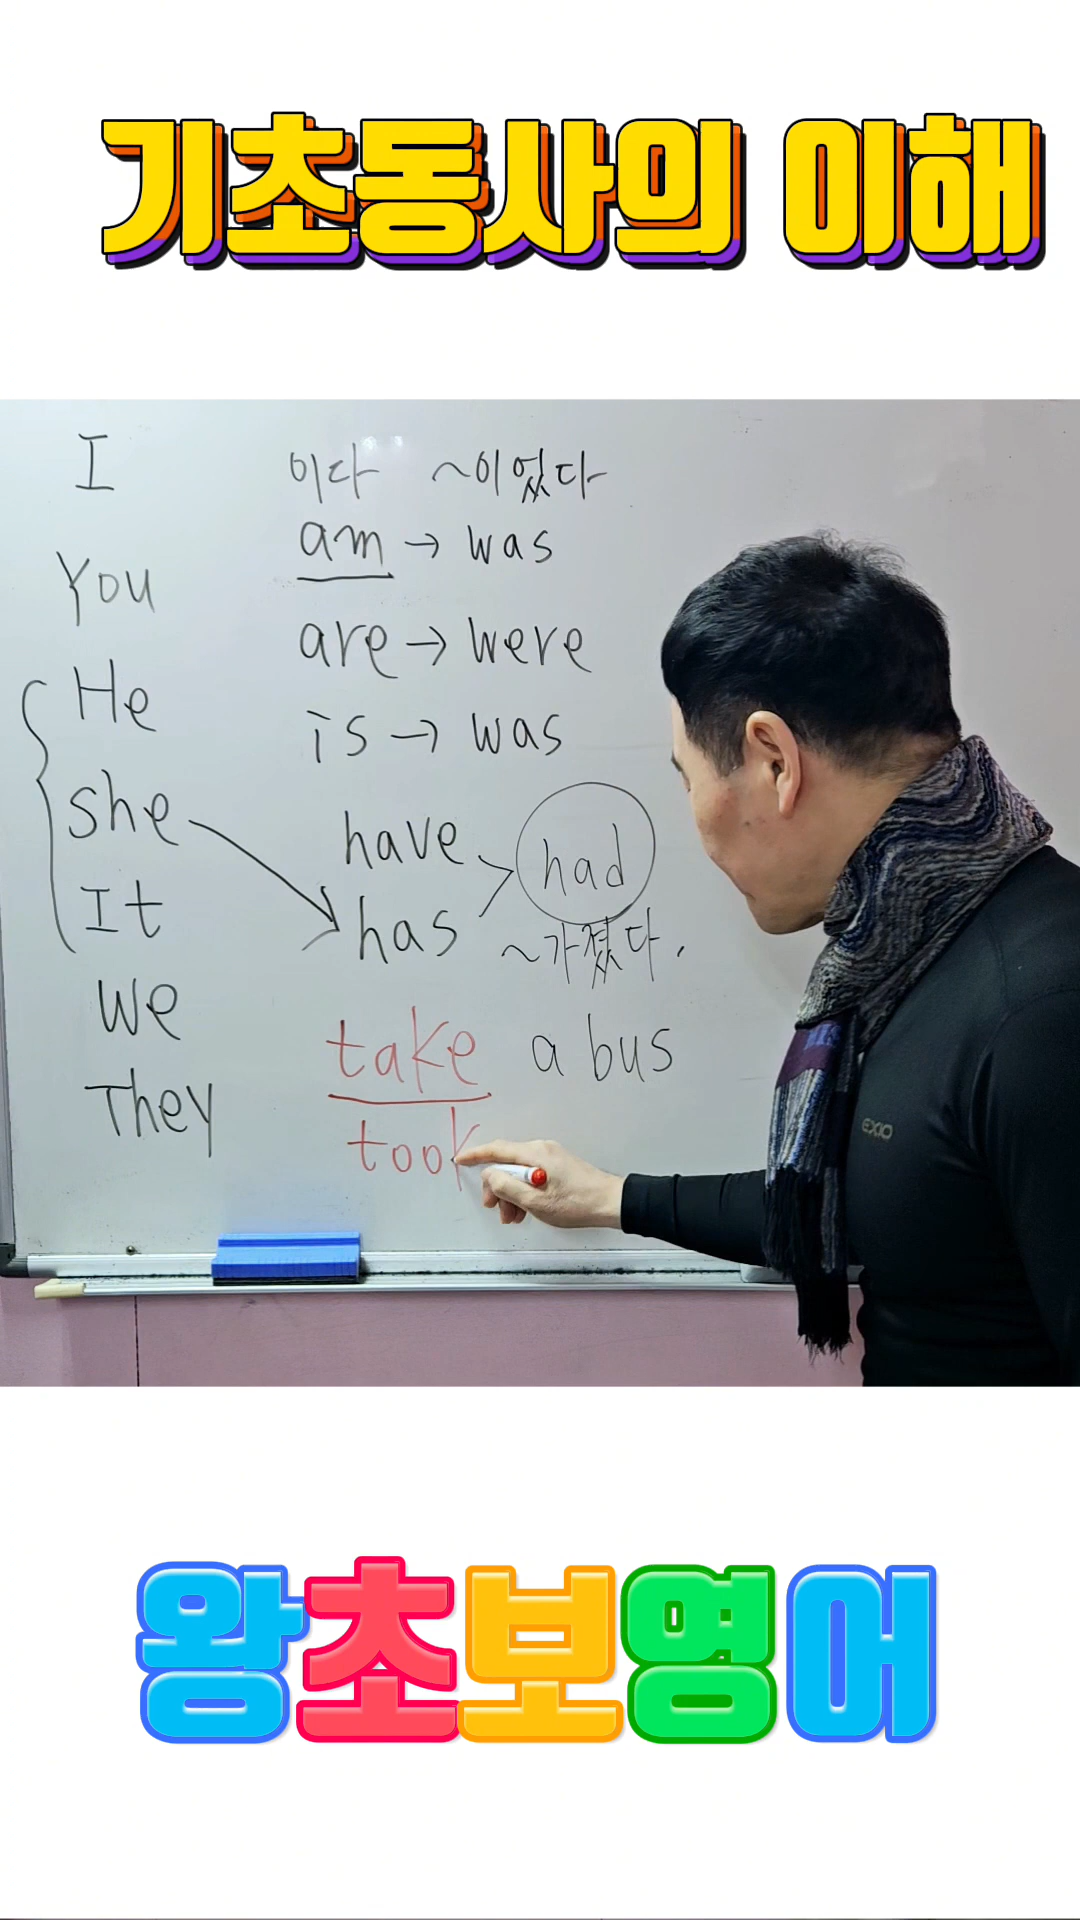 기초동사의 이해
I
이다 ~이었다
am → was
You
are → were
He
is → was
she
have
had
It
has
~가졌다.
We
take a bus
They
took
EXIO
왕초보영어